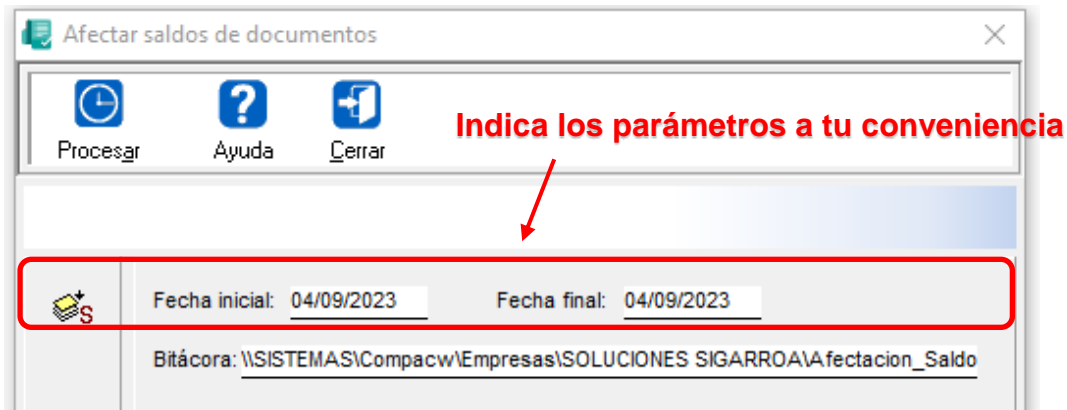 Afectar saldos de documentos
Procesar Ayuda Cerrar
Indica los parámetros a tu conveniencia
Fecha inicial: 04/09/2023 Fecha final: 04/09/2023
S
Bitácora: \\SISTEMAS\Compacw\Empresas\SOLUCIONES SIGARROA\Afectacion_Saldo